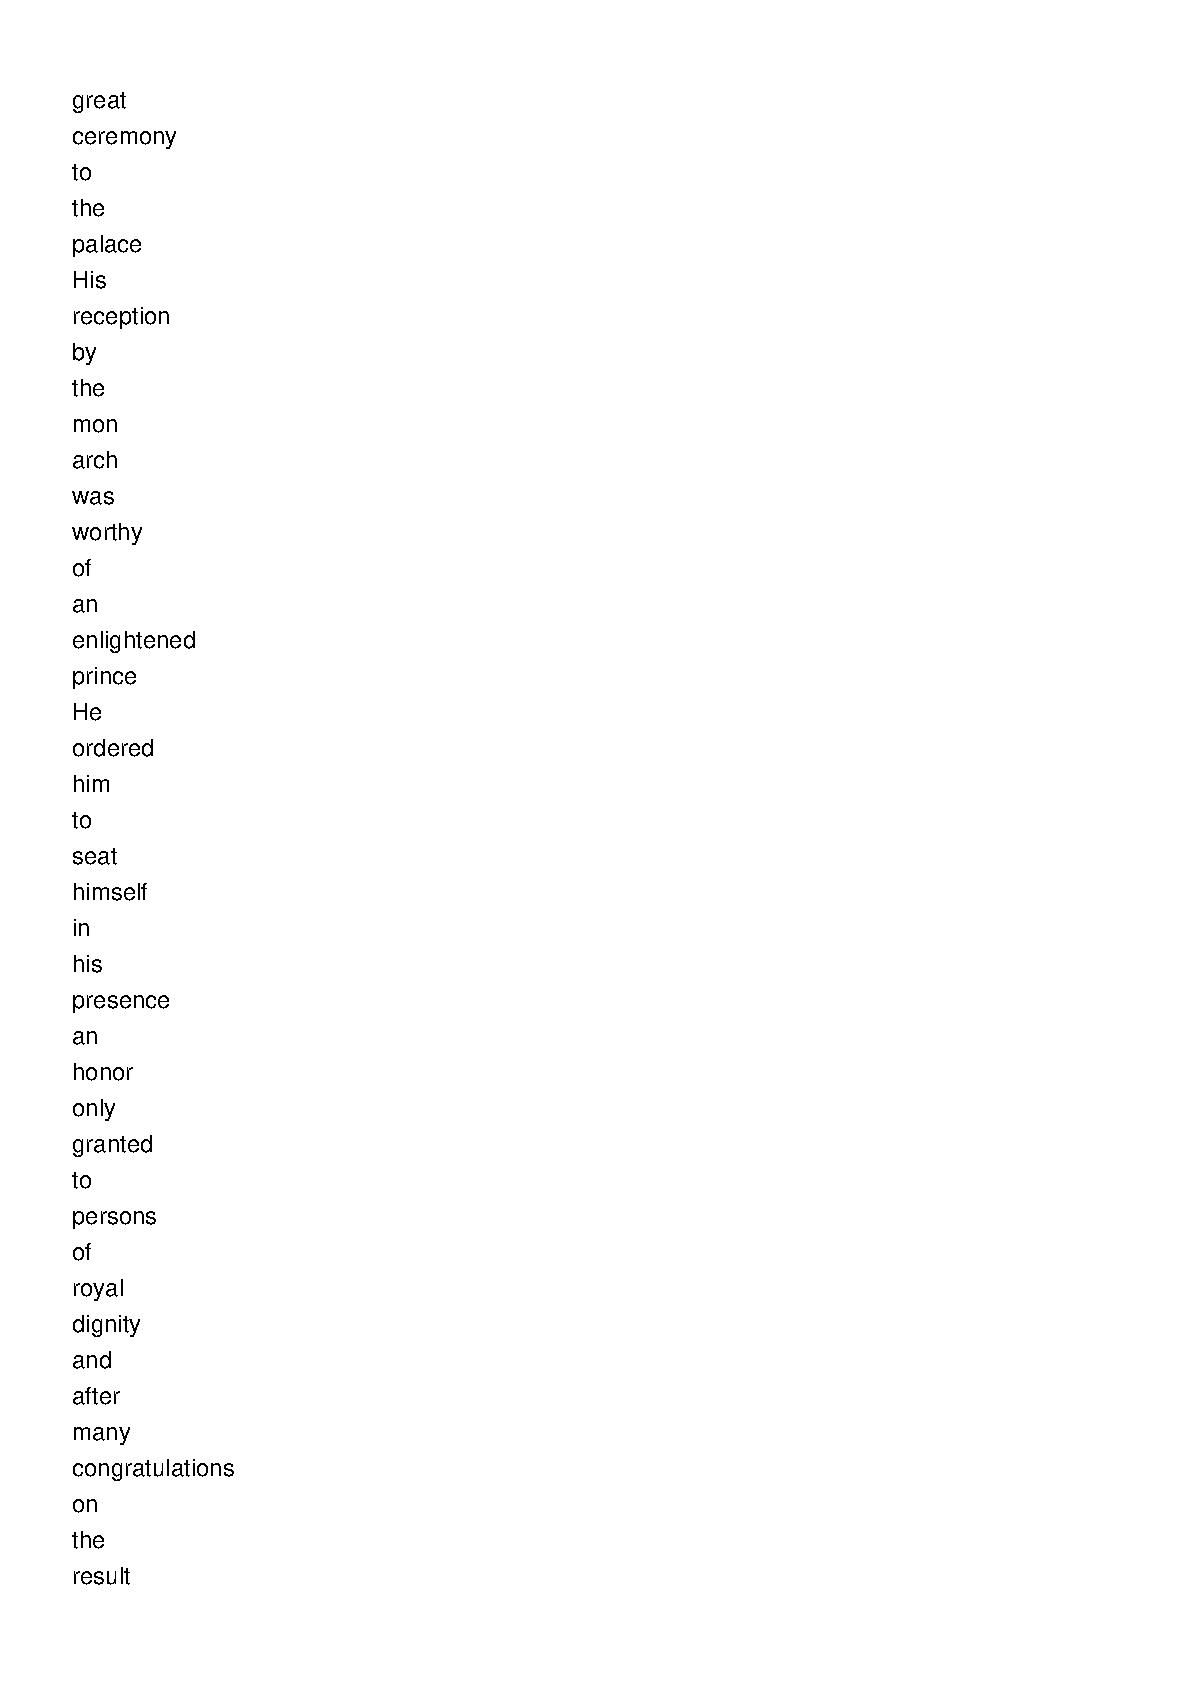 great
ceremony
to
the
palace
His
reception
by
the
mon
arch
was
worthy
of
an
enlightened
prince
He
ordered
him
to
seat
himself
in
his
presence
an
honor
only
granted
to
persons
of
royal
dignity
and
after
many
congratulations
on
the
result